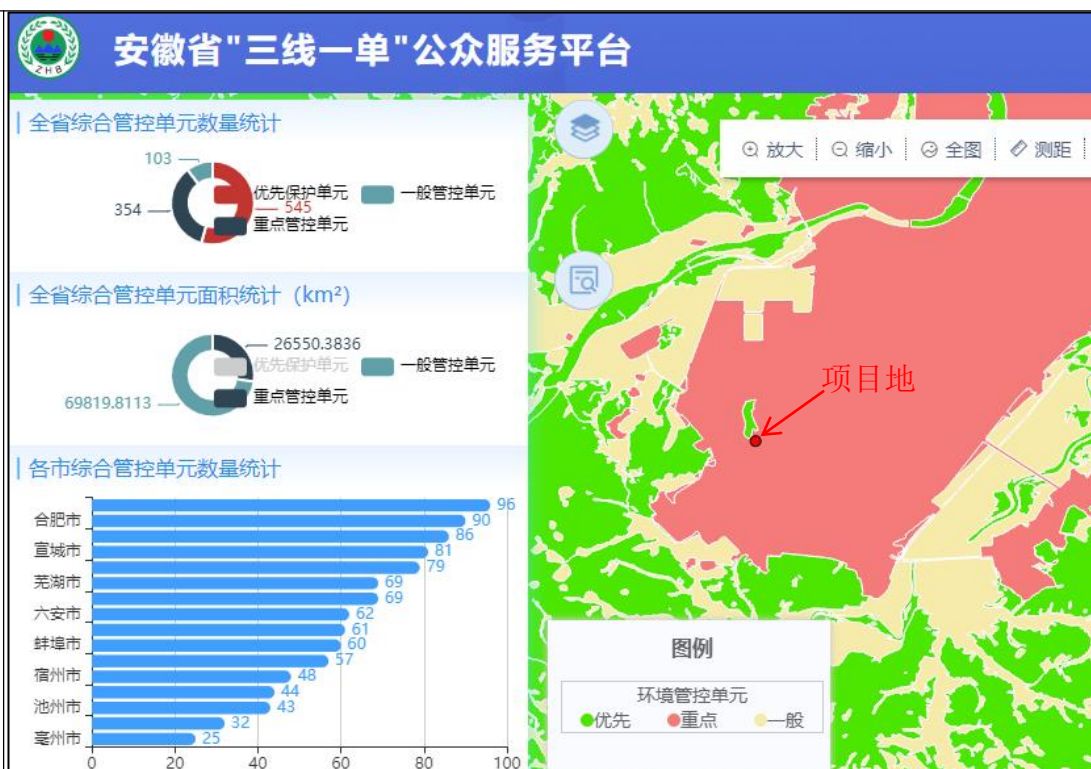 ZHB
安徽省"三线一单"公众服务平台
全省综合管控单元数量统计
103
354
545
优先保护单元
一般管控单元
重点管控单元
放大
缩小
全图
测距
全省综合管控单元面积统计（km²）
26550.3836
优先保护单元
一般管控单元
重点管控单元
69819.8113
项目地
各市综合管控单元数量统计
96
合肥市 90
86
宣城市 81
79
芜湖市 69
69
六安市 62
61
蚌埠市 60
57
宿州市 48
44
池州市 43
32
亳州市 25
0 20 40 60 80 100
图例
环境管控单元
优先 重点 一般